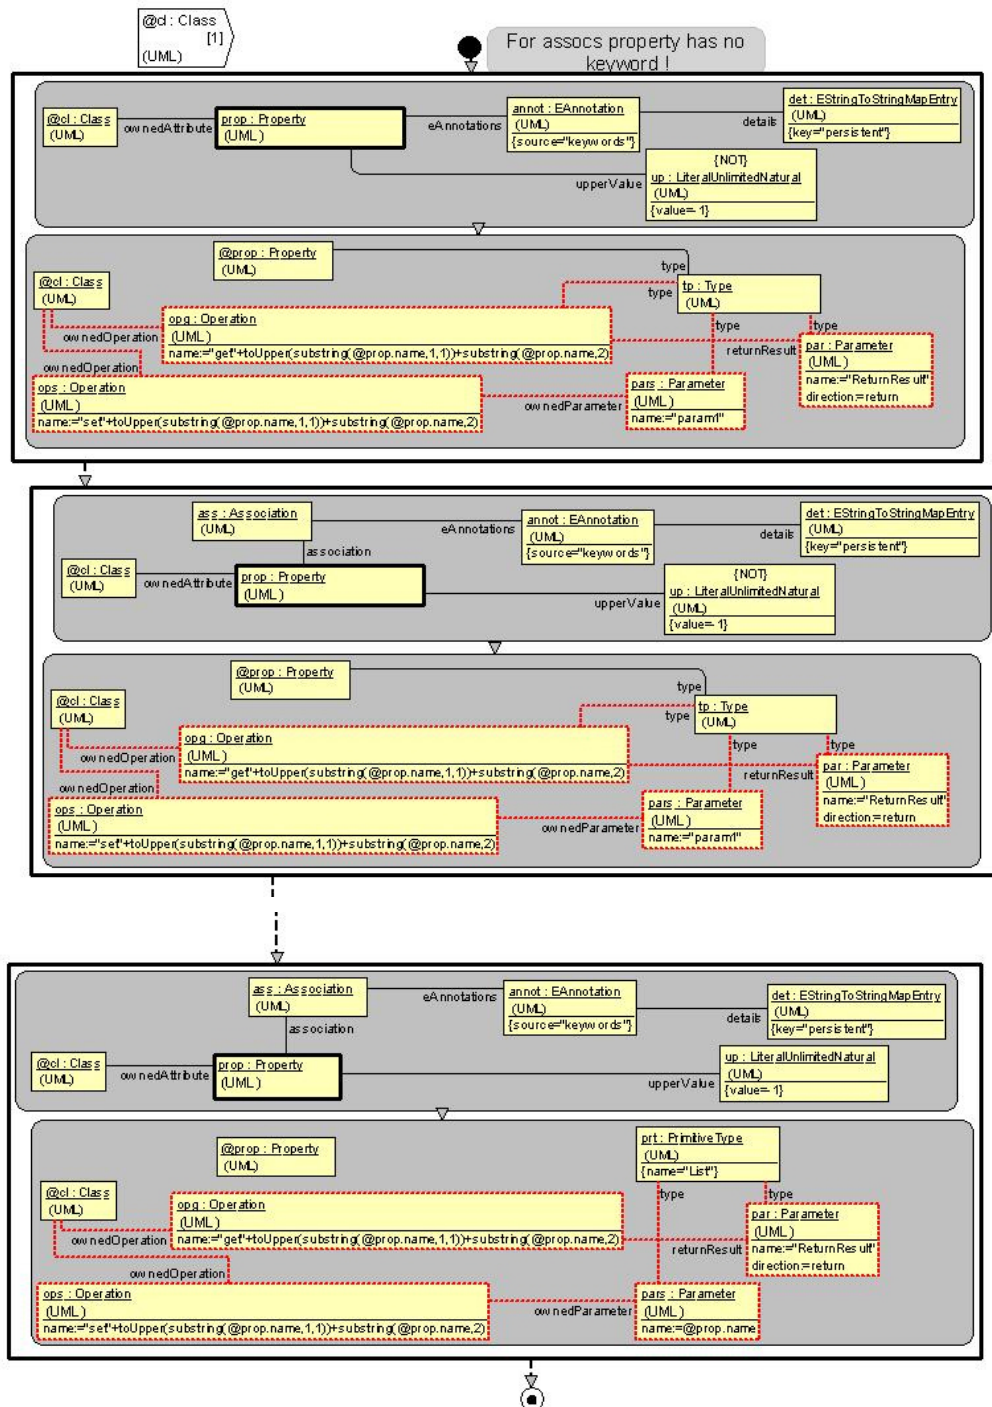 @cl : Class
[1]
(UML)
For assocs property has no
keyword !
@cl : Class
(UML)
ownedAttribute
prop : Property
(UML)
eAnnotations
annot : EAnnotation
(UML)
{source="keywords"}
details
det : EStringToStringMapEntry
(UML)
{key="persistent"}
upperValue
{NOT}
up : LiteralUnlimitedNatural
(UML)
{value=-1}
@prop : Property
(UML)
type
@cl : Class
(UML)
type
tp : Type
(UML)
ownedOperation
opg : Operation
(UML)
name:="get"+toUpper(substring(@prop.name,1,1))+substring(@prop.name,2)
type
type
returnResult
par : Parameter
(UML)
name:="ReturnResult"
direction:=return
ownedOperation
ops : Operation
(UML)
name:="set"+toUpper(substring(@prop.name,1,1))+substring(@prop.name,2)
ownedParameter
pars : Parameter
(UML)
name:="param1"
ass : Association
(UML)
eAnnotations
annot : EAnnotation
(UML)
{source="keywords"}
details
det : EStringToStringMapEntry
(UML)
{key="persistent"}
association
@cl : Class
(UML)
ownedAttribute
prop : Property
(UML)
upperValue
{NOT}
up : LiteralUnlimitedNatural
(UML)
{value=-1}
@prop : Property
(UML)
type
@cl : Class
(UML)
type
tp : Type
(UML)
ownedOperation
opg : Operation
(UML)
name:="get"+toUpper(substring(@prop.name,1,1))+substring(@prop.name,2)
type
type
returnResult
par : Parameter
(UML)
name:="ReturnResult"
direction:=return
ownedOperation
ops : Operation
(UML)
name:="set"+toUpper(substring(@prop.name,1,1))+substring(@prop.name,2)
ownedParameter
pars : Parameter
(UML)
name:="param1"
ass : Association
(UML)
eAnnotations
annot : EAnnotation
(UML)
{source="keywords"}
details
det : EStringToStringMapEntry
(UML)
{key="persistent"}
association
@cl : Class
(UML)
ownedAttribute
prop : Property
(UML)
upperValue
up : LiteralUnlimitedNatural
(UML)
{value=-1}
@prop : Property
(UML)
prt : PrimitiveType
(UML)
{name="List"}
@cl : Class
(UML)
type
type
ownedOperation
opg : Operation
(UML)
name:="get"+toUpper(substring(@prop.name,1,1))+substring(@prop.name,2)
returnResult
par : Parameter
(UML)
name:="ReturnResult"
direction:=return
ownedOperation
ops : Operation
(UML)
name:="set"+toUpper(substring(@prop.name,1,1))+substring(@prop.name,2)
ownedParameter
pars : Parameter
(UML)
name:=@prop.name